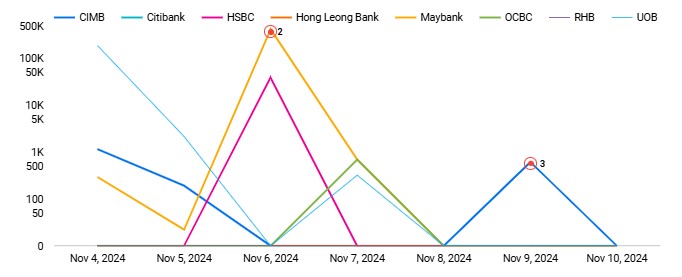 CIMB Citibank HSBC Hong Leong Bank Maybank OCBC RHB UOB
500K
2
100K
50K
10K
5K
1K
500
3
100
50
0
Nov 4, 2024 Nov 5, 2024 Nov 6, 2024 Nov 7, 2024 Nov 8, 2024 Nov 9, 2024 Nov 10, 2024